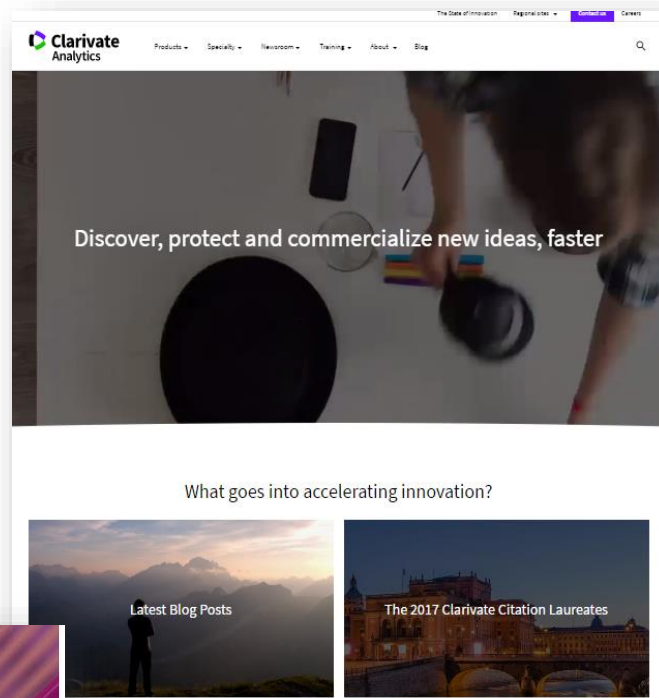 The State of Innovation Regional sites Contact us Careers
Clarivate
Analytics
Products Specialty Newsroom Training About Blog
Discover, protect and commercialize new ideas, faster
What goes into accelerating innovation?
Latest Blog Posts
The 2017 Clarivate Citation Laureates